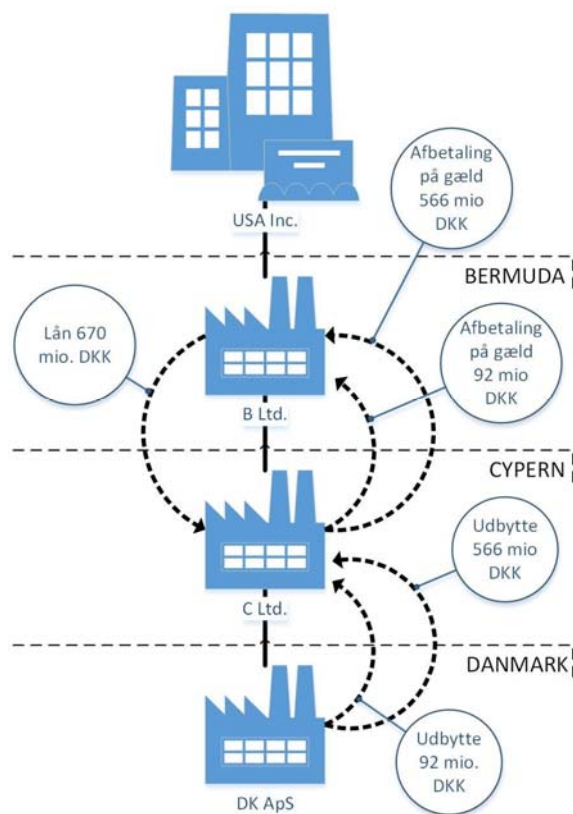 Afbetaling
på gæld
566 mio
DKK
USA Inc.
BERMUDA
Lån 670
mio. DKK
Afbetaling
på gæld
92 mio
DKK
B Ltd.
CYPERN
Udbytte
566 mio
DKK
C Ltd.
DANMARK
Udbytte
92 mio.
DKK
DK ApS